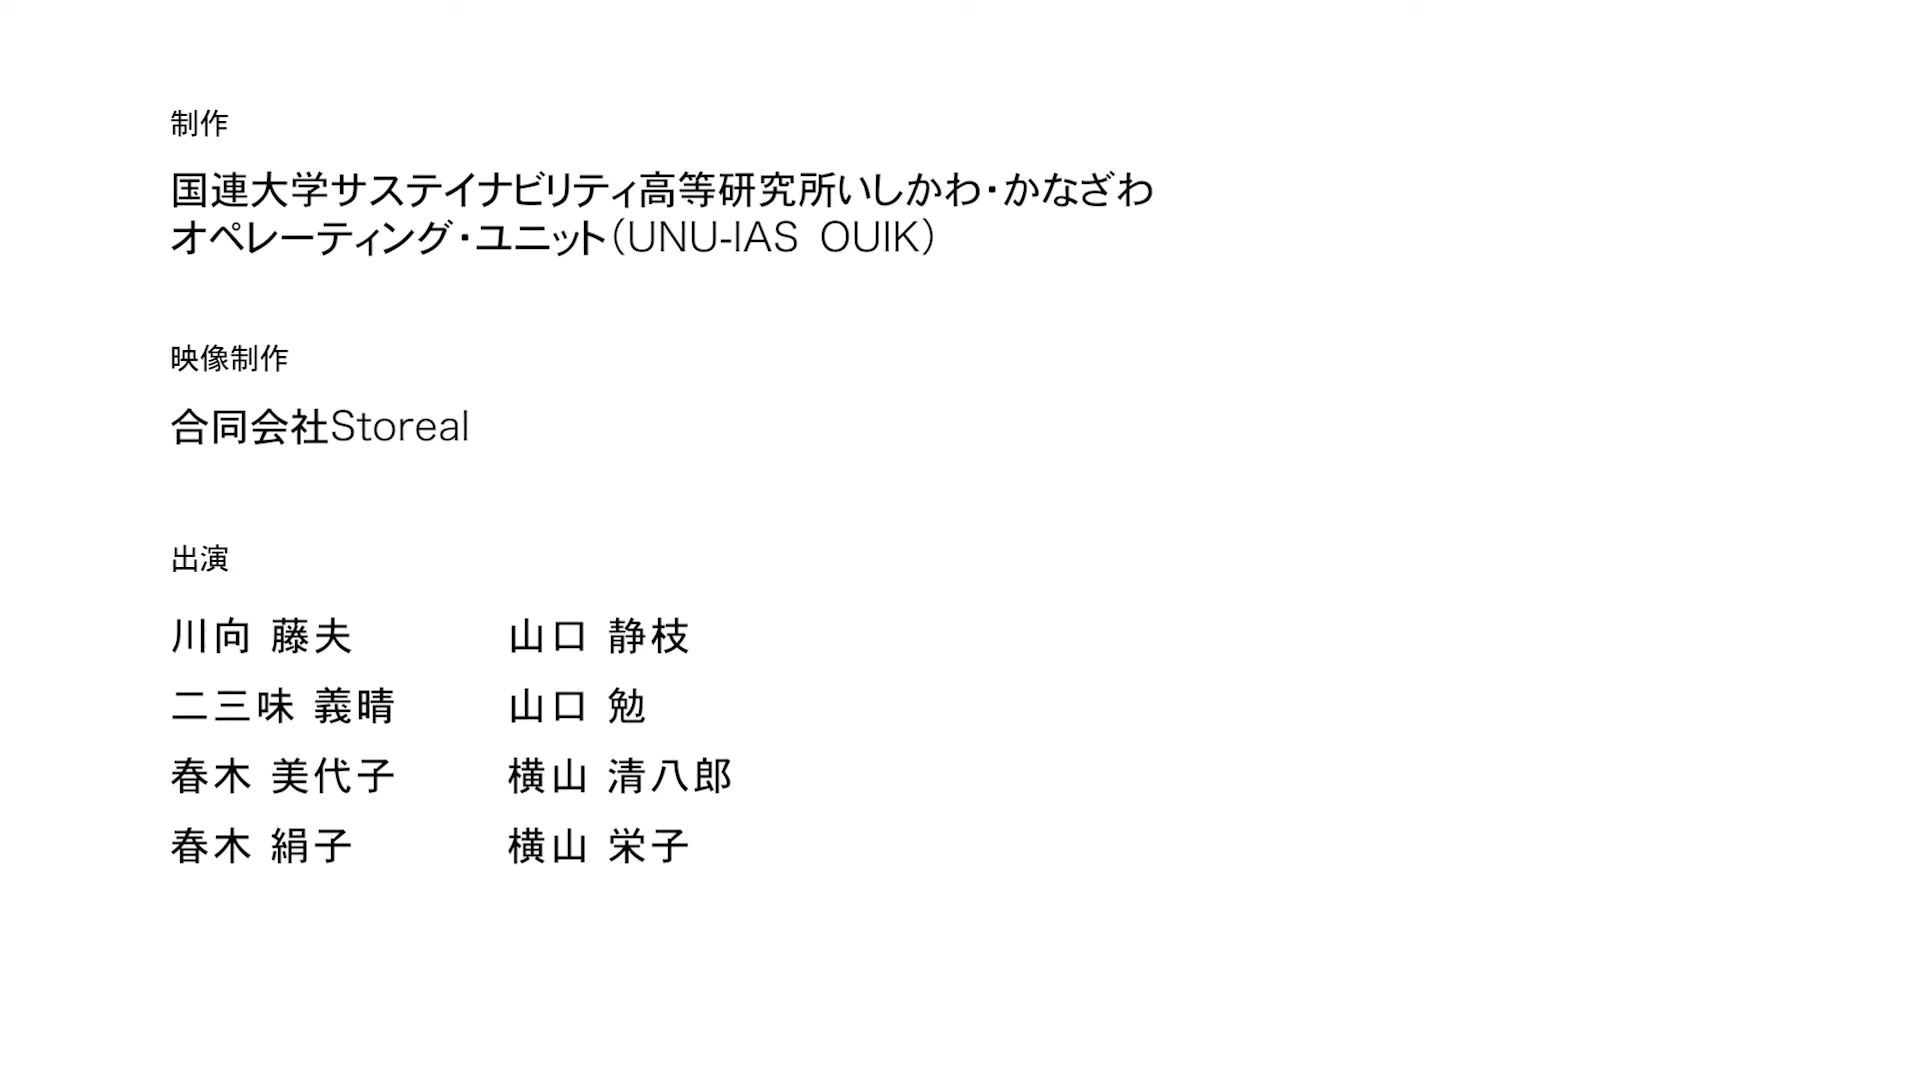 制作
国連大学サステイナビリティ高等研究所いしかわ・かなざわ
オペレーティング・ユニット（UNU-IAS OUIK）
映像制作
合同会社Storeal
出演
川向 藤夫 山口 静枝
二三味 義晴 山口 勉
春木 美代子 横山 清八郎
春木 絹子 横山 栄子